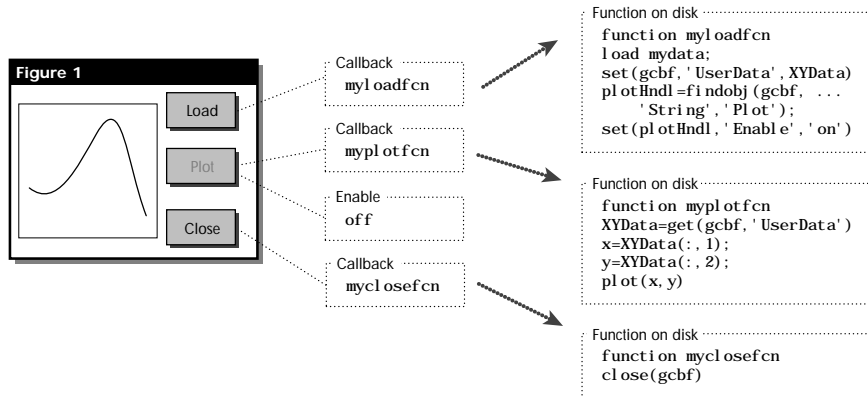 Figure 1
Load
Plot
Close
Callback
myloadfcn
Callback
myplotfcn
Enable
off
Callback
myclosefcn
Function on disk
function myloadfcn
load mydata;
set(gcbf,'UserData',XYData)
plotHndl=findobj(gcbf, ...
'String','Plot');
set(plotHndl,'Enable','on')
Function on disk
function myplotfcn
XYData=get(gcbf,'UserData')
x=XYData(:,1);
y=XYData(:,2);
plot(x,y)
Function on disk
function myclosefcn
close(gcbf)